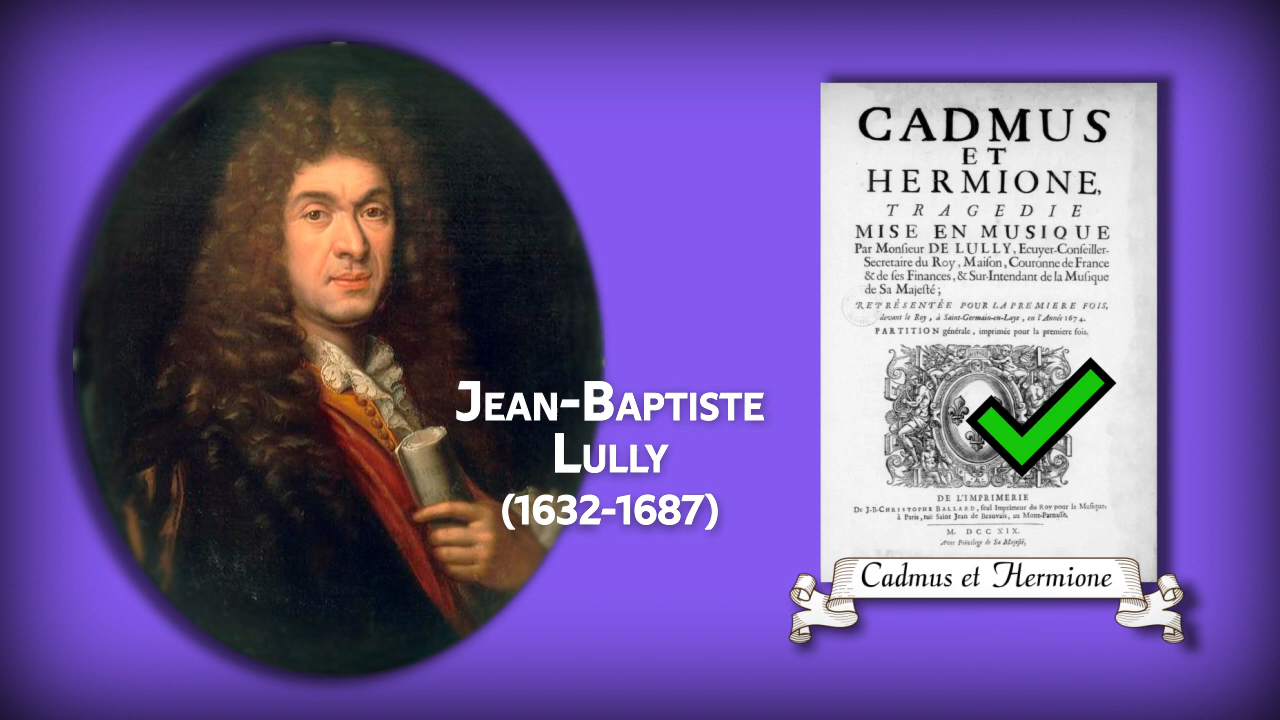 Jean-Baptiste
Lully
(1632-1687)
CADMUS
ET
HERMIONE,
TRAGEDIE
MISE EN MUSIQUE
Par Monsieur DE LULLY, Ecuyer-Conseiller-
Secretaire du Roy, Maison, Couronne de France
& de ses Finances, & Sur-Intendant de la Musique
de Sa Majesté;
REPRÉSENTÉE POUR LA PREMIERE FOIS,
devant le Roy, à Saint-Germain-en-Laye, en l'Année 1674.
PARTITION générale, imprimée pour la premiere fois.
DE L'IMPRIMERIE
De J-B-CHRISTOPHE BALLARD, seul Imprimeur du Roy pour la Musique,
à Paris, ruë Saint Jean de Beauvais, au Mont-Parnasse.
M. DCC XIX.
Avec Privilege de Sa Majesté,
Cadmus et Hermione